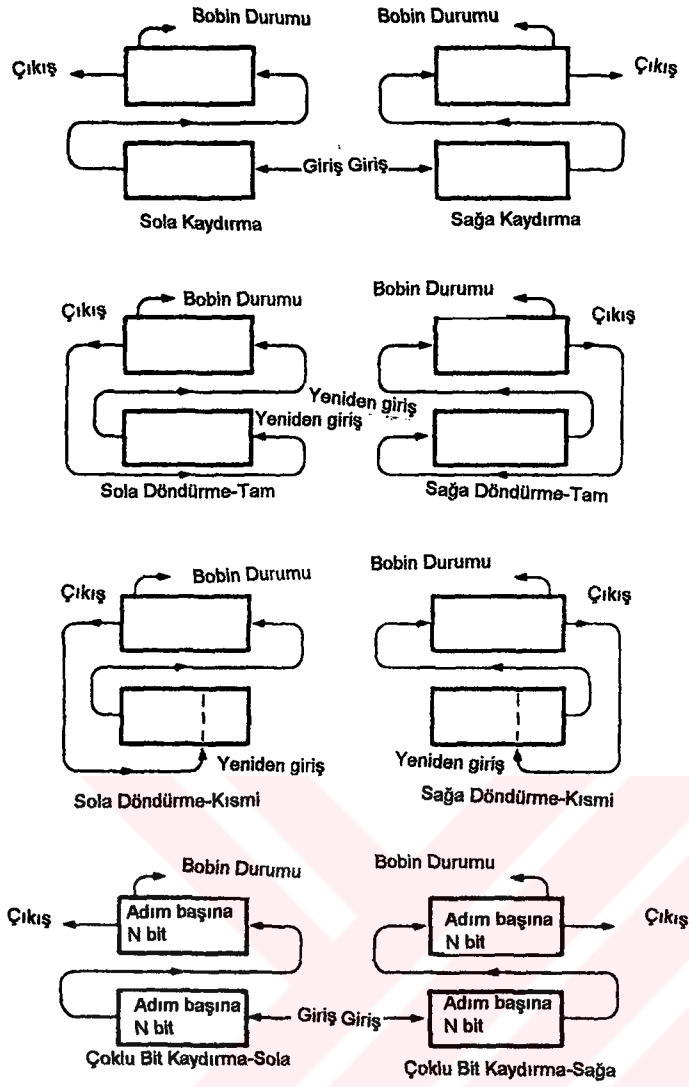 Bobin Durumu
Bobin Durumu
Çıkış
Çıkış
Giriş Giriş
Sola Kaydırma
Sağa Kaydırma
Bobin Durumu
Bobin Durumu
Çıkış
Çıkış
Yeniden giriş
Yeniden giriş
Sola Döndürme-Tam
Sağa Döndürme-Tam
Bobin Durumu
Bobin Durumu
Çıkış
Çıkış
Yeniden giriş
Yeniden giriş
Sola Döndürme-Kısmi
Sağa Döndürme-Kısmi
Bobin Durumu
Bobin Durumu
Çıkış
Adım başına
N bit
Adım başına
N bit
Çıkış
Adım başına
N bit
Giriş Giriş
Adım başına
N bit
Çoklu Bit Kaydırma-Sola
Çoklu Bit Kaydırma-Sağa